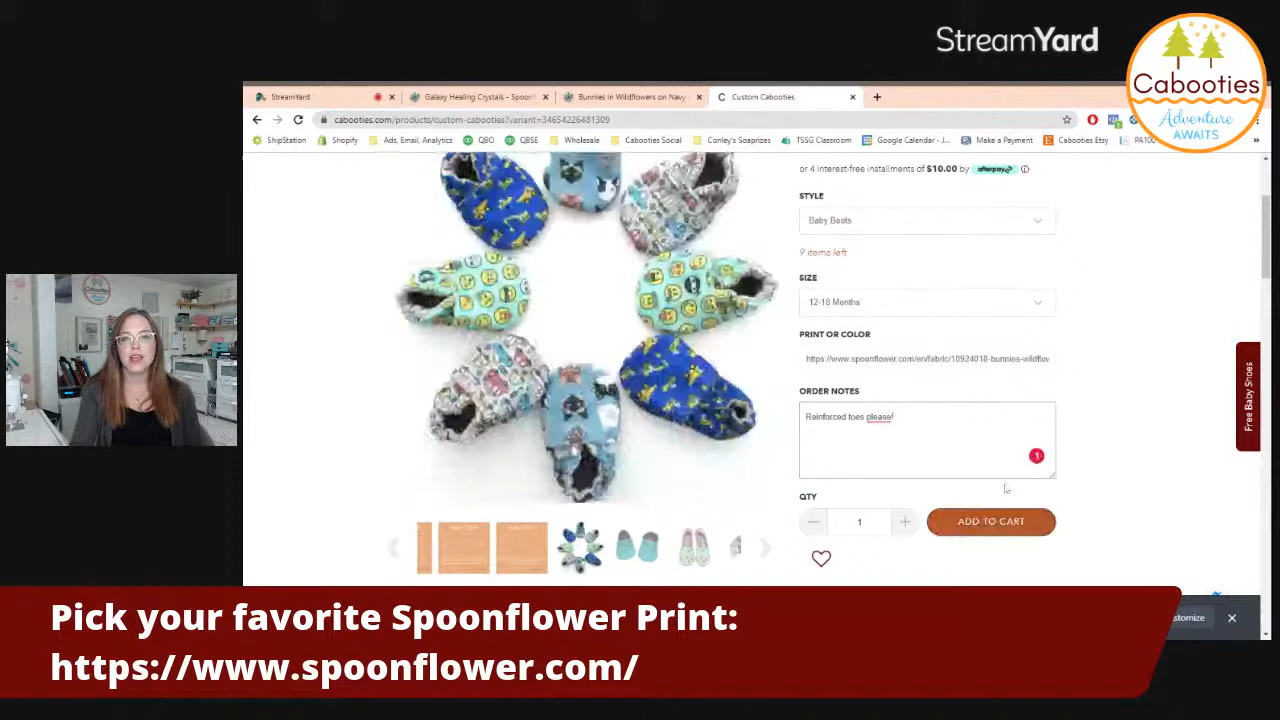 StreamYard
Cabooties
Adventure
AWAITS
StreamYard
Galaxy Healing Crystals - Spoonf
Bunnies in Wildflowers on Navy
Custom Cabooties
cabooties.com/products/custom-cabooties?variant=34654226481309
ShipStation
Shopify
Ads, Email, Analytics
QBO
QBSE
Wholesale
Cabooties Social
Conley's Soaprizes
TSSG Classroom
Google Calendar - J...
Make a Payment
Cabooties Etsy
PA100
or 4 interest-free installments of $10.00 by afterpay
STYLE
Baby Boots
9 items left
SIZE
12-18 Months
PRINT OR COLOR
https://www.spoonflower.com/en/fabric/10924018-bunnies-wildflow
ORDER NOTES
Reinforced toes please!
1
QTY
1
ADD TO CART
Free Baby Shoes
stomize
Pick your favorite Spoonflower Print:
https://www.spoonflower.com/